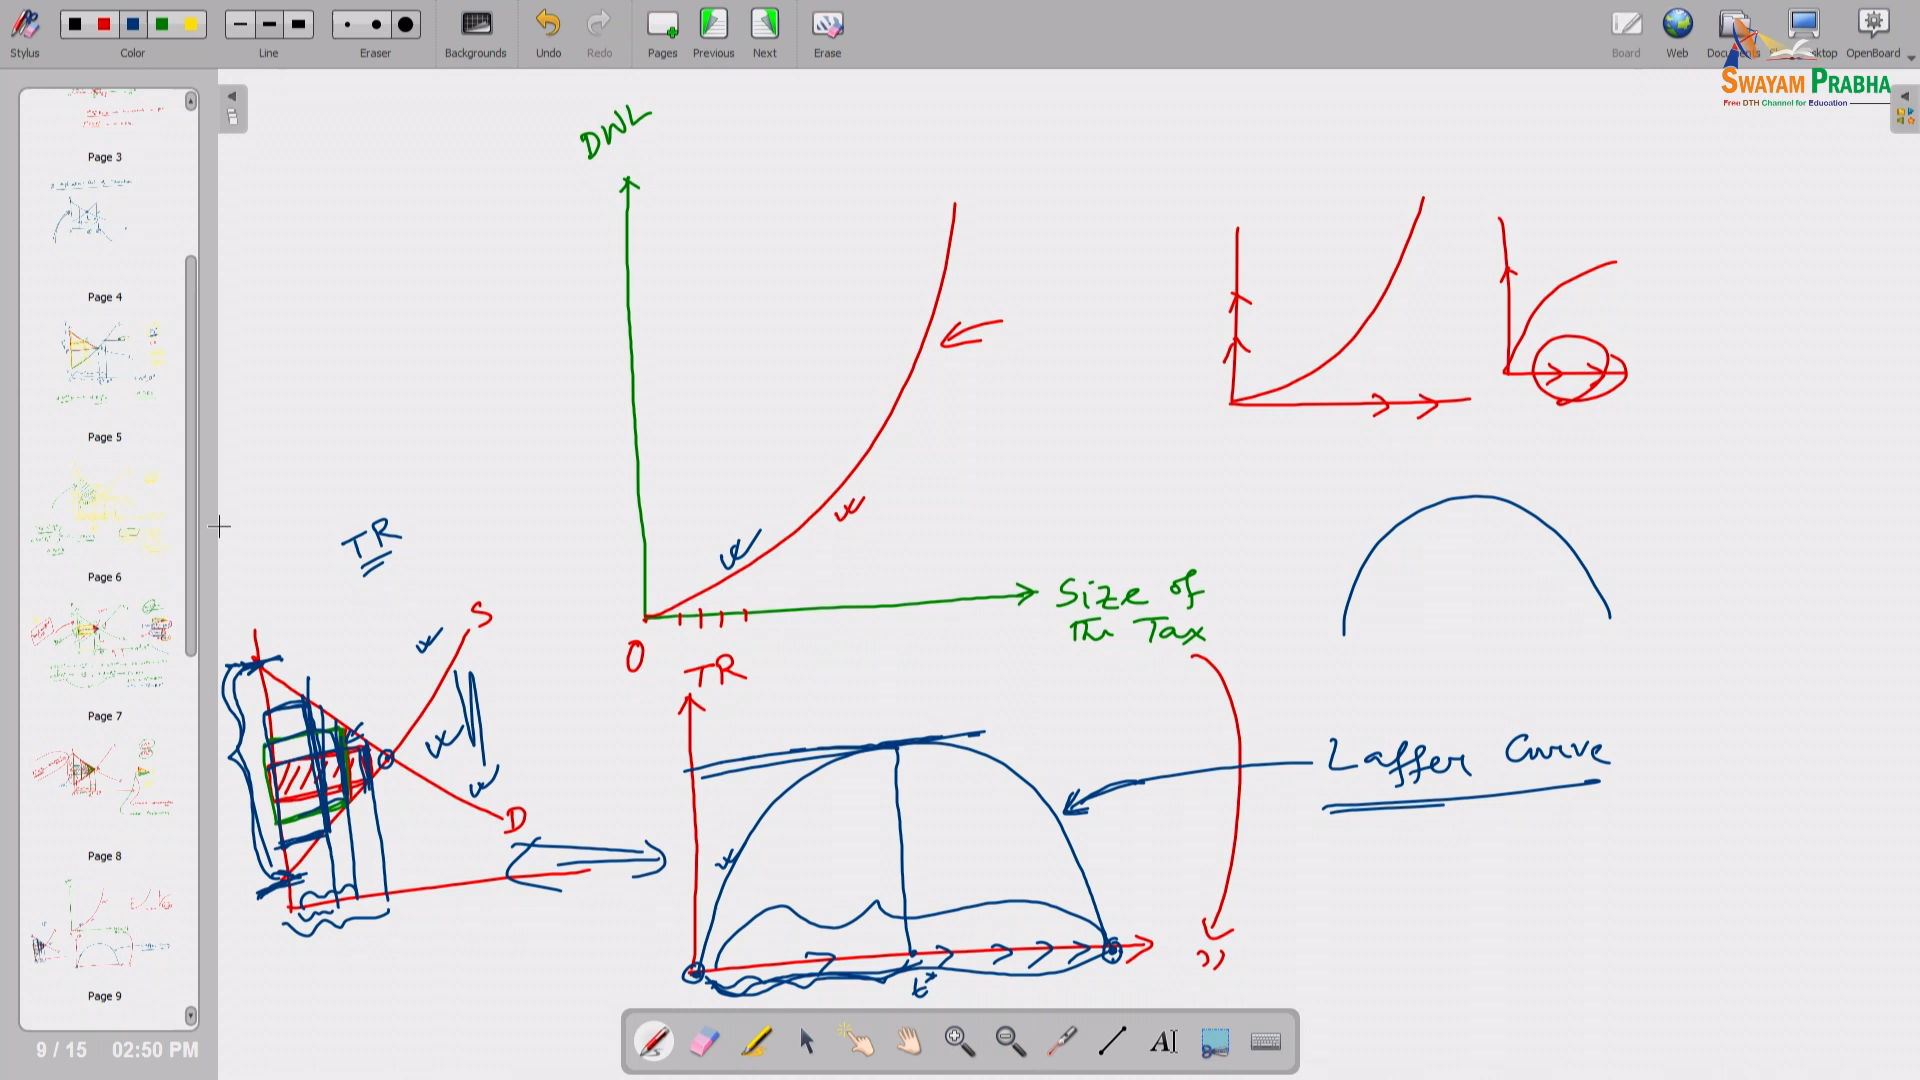 Stylus
Color
Line
Eraser
Backgrounds
Undo
Redo
Pages
Previous
Next
Erase
Board
Web
OpenBoard
SWAYAM PRABHA
Free DTH Channel for Education
Page 3
Page 4
Page 5
Page 6
Page 7
Page 8
Page 9
9 / 15
02:50 PM
DWL
Size of
The Tax
0
TR
S
D
TR
t*
Laffer Curve
AI